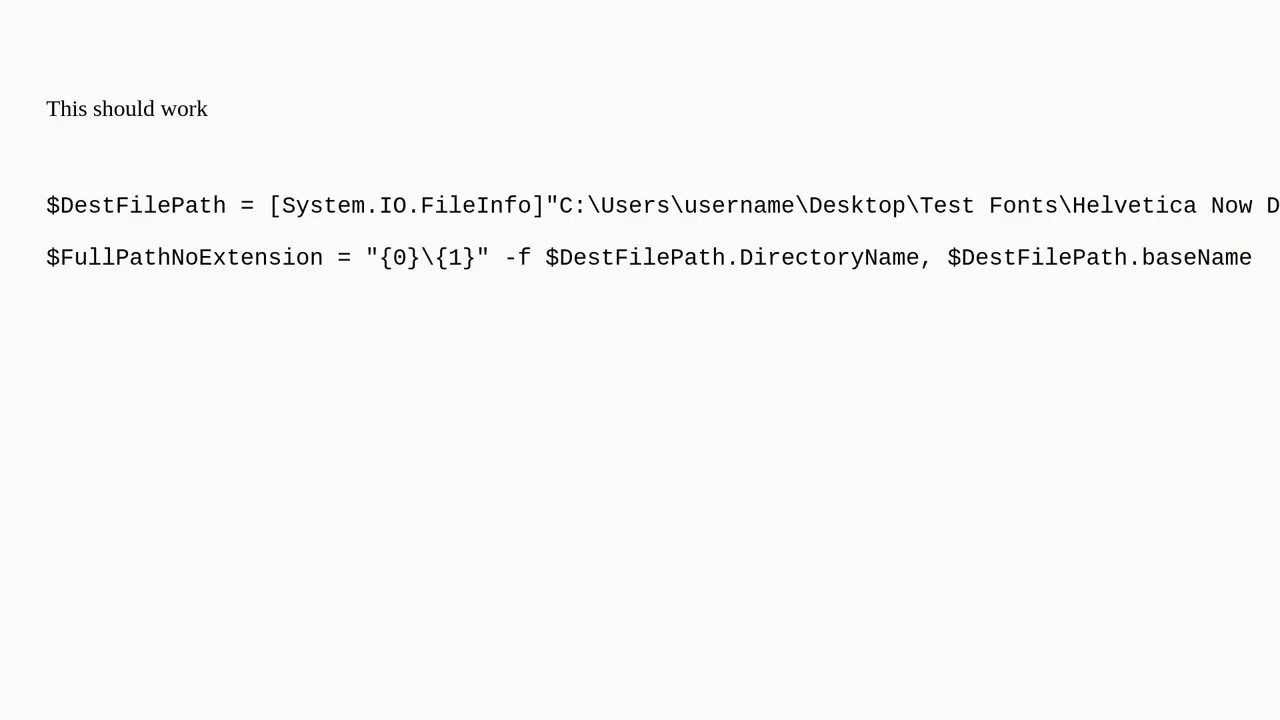 This should work
$DestFilePath = [System.IO.FileInfo]"C:\Users\username\Desktop\Test Fonts\Helvetica Now D
$FullPathNoExtension = "{0}\{1}" -f $DestFilePath.DirectoryName, $DestFilePath.baseName